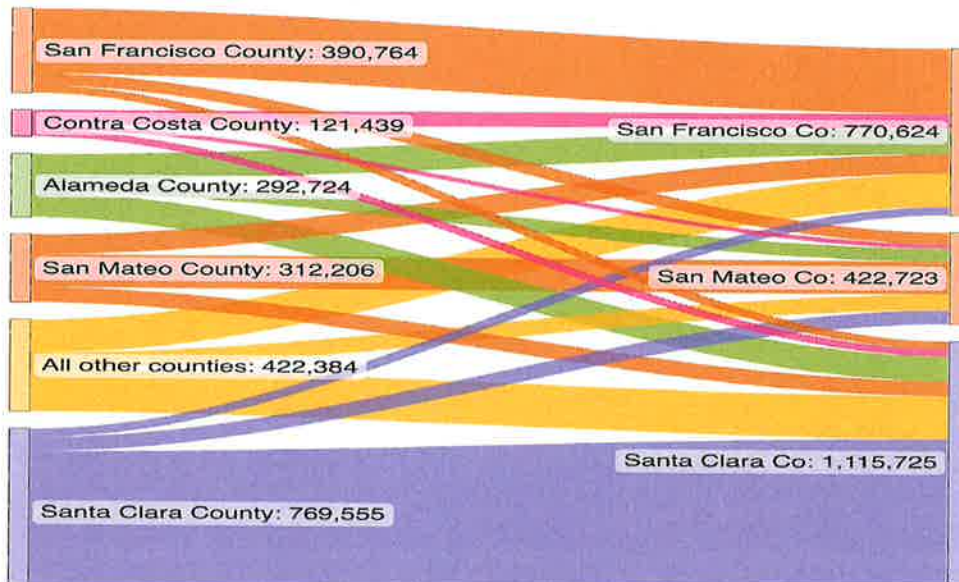 San Francisco County: 390,764
Contra Costa County: 121,439
San Francisco Co: 770,624
Alameda County: 292,724
San Mateo County: 312,206
San Mateo Co: 422,723
All other counties: 422,384
Santa Clara Co: 1,115,725
Santa Clara County: 769,555